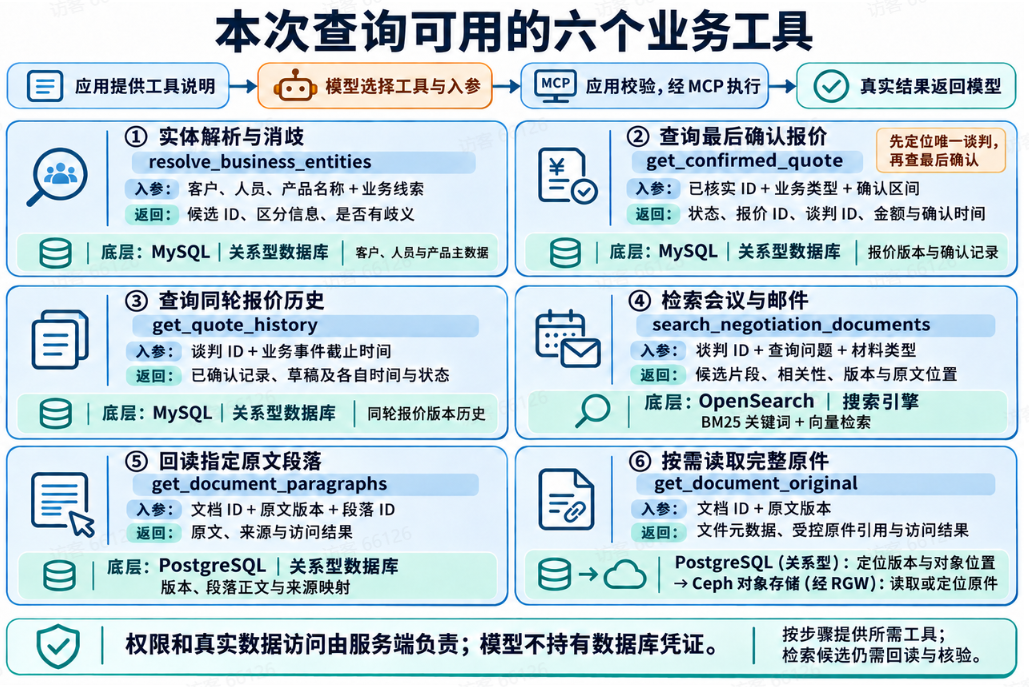 本次查询可用的六个业务工具
应用提供工具说明
模型选择工具与入参
MCP
应用校验，经 MCP 执行
真实结果返回模型
① 实体解析与消歧
resolve_business_entities
入参： 客户、人员、产品名称 + 业务线索
返回： 候选 ID、区分信息、是否有歧义
底层：MySQL | 关系型数据库 | 客户、人员与产品主数据
② 查询最后确认报价
get_confirmed_quote
先定位唯一谈判，
再查最后确认
入参： 已核实 ID + 业务类型 + 确认区间
返回： 状态、报价 ID、谈判 ID、金额与确认时间
底层：MySQL | 关系型数据库 | 报价版本与确认记录
③ 查询同轮报价历史
get_quote_history
入参： 谈判 ID + 业务事件截止时间
返回： 已确认记录、草稿及各自时间与状态
底层：MySQL | 关系型数据库 | 同轮报价版本历史
④ 检索会议与邮件
search_negotiation_documents
入参： 谈判 ID + 查询问题 + 材料类型
返回： 候选片段、相关性、版本与原文位置
底层：OpenSearch | 搜索引擎
BM25 关键词 + 向量检索
⑤ 回读指定原文段落
get_document_paragraphs
入参： 文档 ID + 原文版本 + 段落 ID
返回： 原文、来源与访问结果
底层：PostgreSQL | 关系型数据库
版本、段落正文与来源映射
⑥ 按需读取完整原件
get_document_original
入参： 文档 ID + 原文版本
返回： 文件元数据、受控原件引用与访问结果
PostgreSQL（关系型）：定位版本与对象位置
→ Ceph 对象存储（经 RGW）：读取或定位原件
权限和真实数据访问由服务端负责；模型不持有数据库凭证。
按步骤提供所需工具；
检索候选仍需回读与核验。